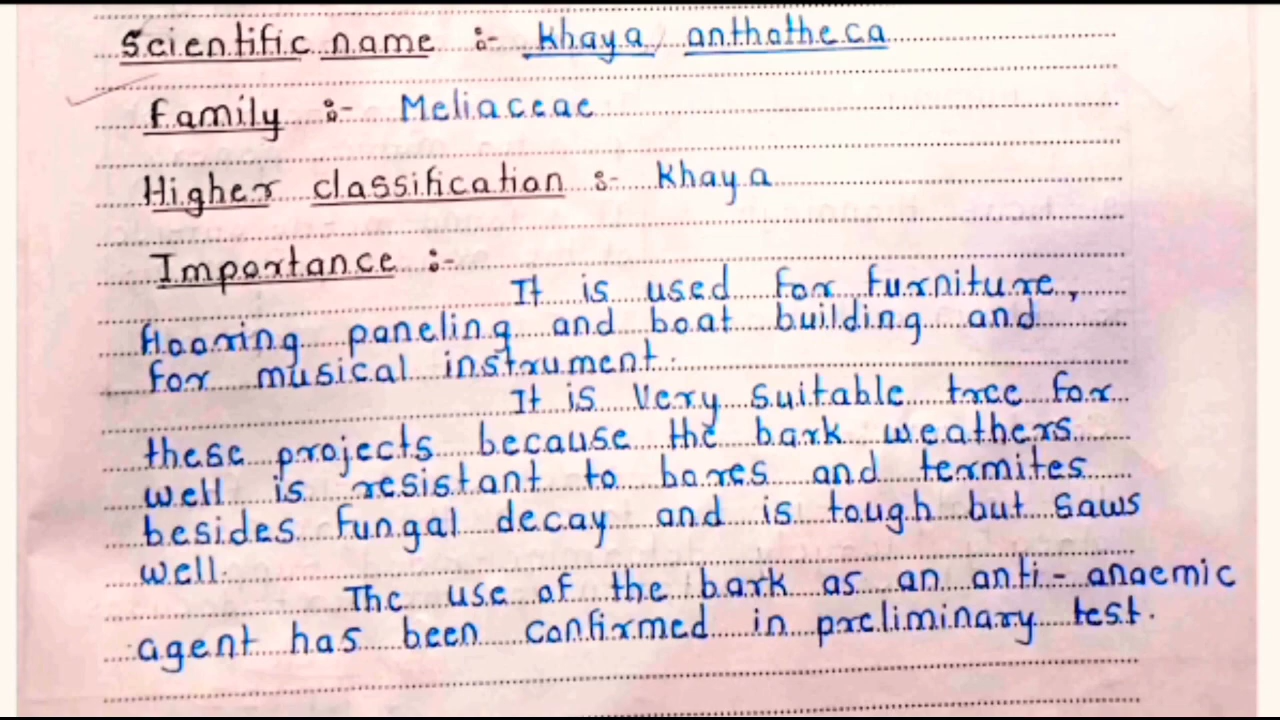 Scientific name :- Khaya anthotheca
Family :- Meliaceae
Higher classification :- Khaya
Importance :-
It is used for furniture,
flooring paneling and boat building and
for musical instrument.
It is very suitable tree for
these projects because the bark weathers
well is resistant to bores and termites
besides fungal decay and is tough but saws
well.
The use of the bark as an anti-anaemic
agent has been confirmed in preliminary test.